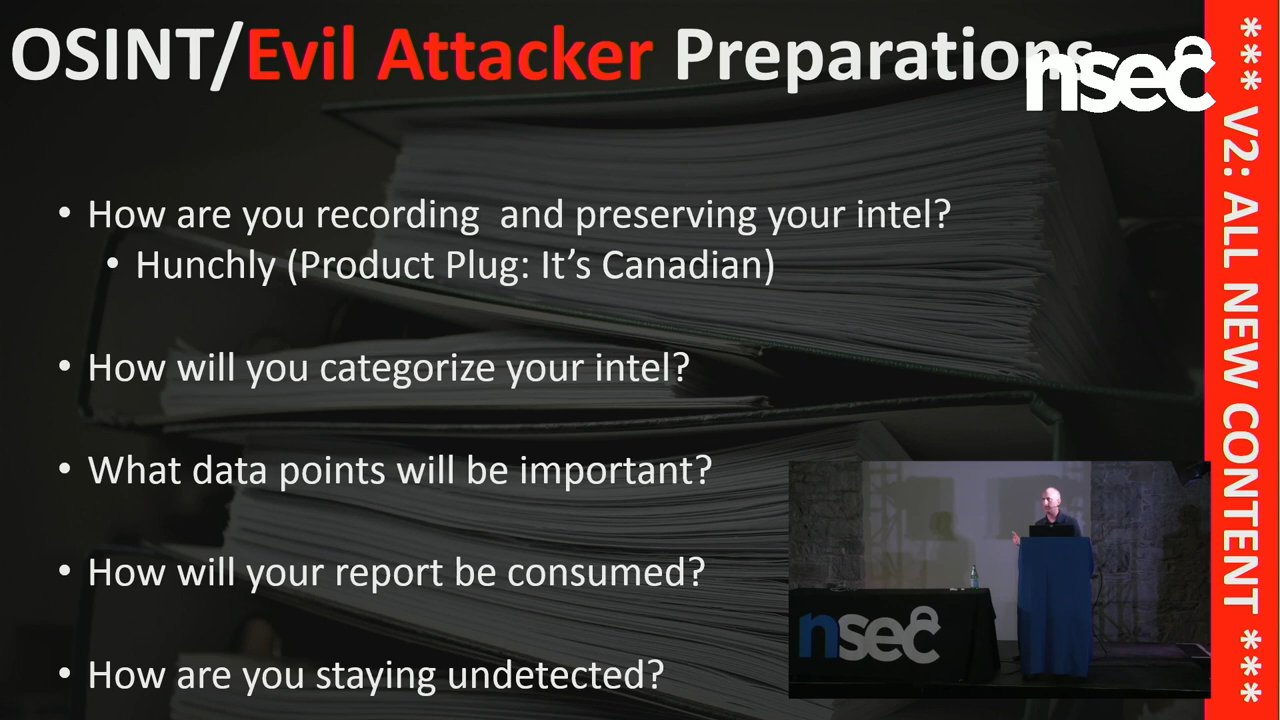 OSINT/Evil Attacker Preparations
nsec
• How are you recording  and preserving your intel?
• Hunchly (Product Plug: It’s Canadian)
• How will you categorize your intel?
• What data points will be important?
• How will your report be consumed?
• How are you staying undetected?
nsec
*** V2: ALL NEW CONTENT ***